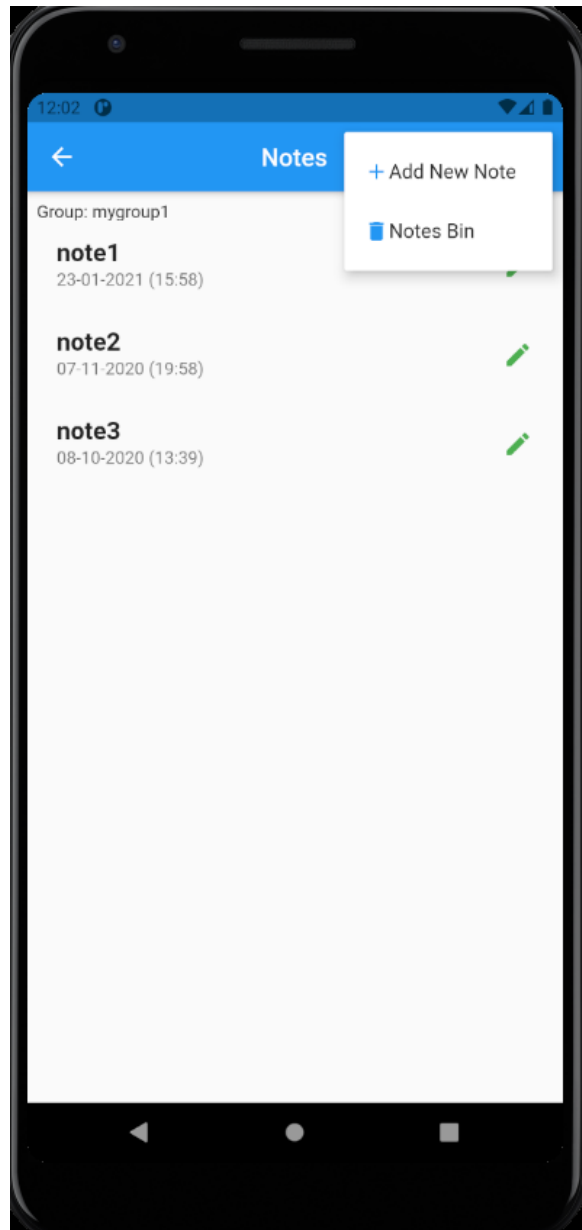 12:02
Notes
+ Add New Note
Notes Bin
Group: mygroup1
note1
23-01-2021 (15:58)
note2
07-11-2020 (19:58)
note3
08-10-2020 (13:39)